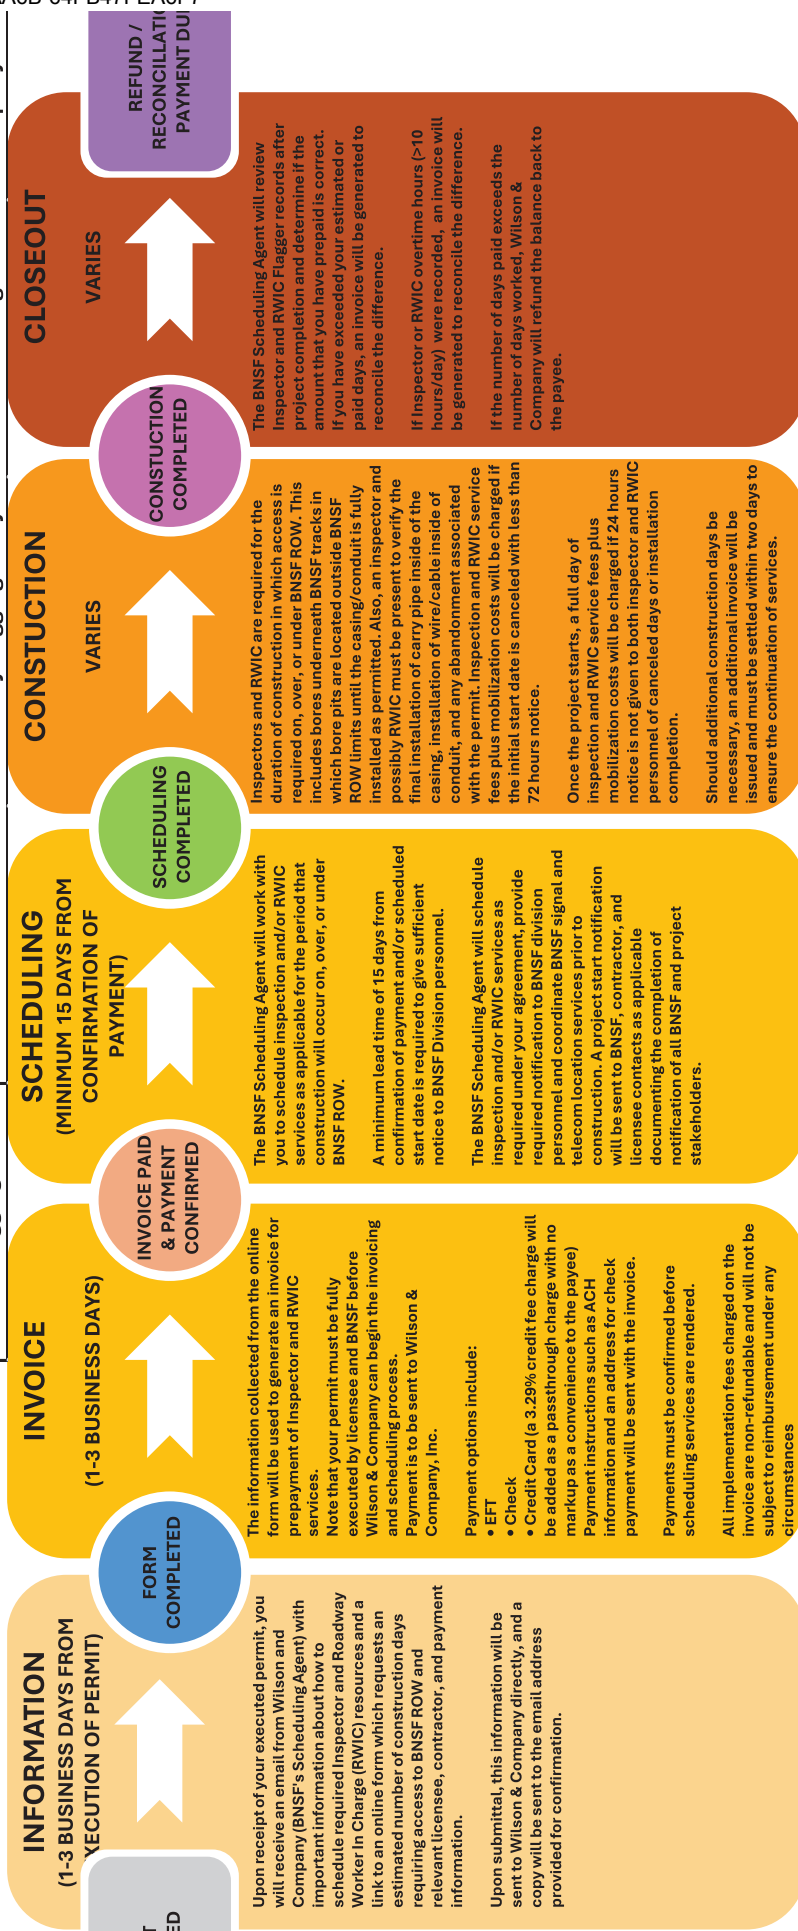 INFORMATION
(1-3 BUSINESS DAYS FROM
EXECUTION OF PERMIT)
Upon receipt of your executed permit, you
will receive an email from Wilson and
Company (BNSF's Scheduling Agent) with
important information about how to
schedule required Inspector and Roadway
Worker In Charge (RWIC) resources and a
link to an online form which requests an
estimated number of construction days
requiring access to BNSF ROW and
relevant licensee, contractor, and payment
information.
Upon submittal, this information will be
sent to Wilson & Company directly, and a
copy will be sent to the email address
provided for confirmation.
FORM
COMPLETED
INVOICE
(1-3 BUSINESS DAYS)
The information collected from the online
form will be used to generate an invoice for
prepayment of Inspector and RWIC
services.
Note that your permit must be fully
executed by licensee and BNSF before
Wilson & Company can begin the invoicing
and scheduling process.
Payment is to be sent to Wilson &
Company, Inc.
Payment options include:
• EFT
• Check
• Credit Card (a 3.29% credit fee charge will
be added as a passthrough charge with no
markup as a convenience to the payee)
Payment instructions such as ACH
information and an address for check
payment will be sent with the invoice.
Payments must be confirmed before
scheduling services are rendered.
All implementation fees charged on the
invoice are non-refundable and will not be
subject to reimbursement under any
circumstances
INVOICE PAID
& PAYMENT
CONFIRMED
SCHEDULING
(MINIMUM 15 DAYS FROM
CONFIRMATION OF
PAYMENT)
The BNSF Scheduling Agent will work with
you to schedule inspection and/or RWIC
services as applicable for the period that
construction will occur on, over, or under
BNSF ROW.
A minimum lead time of 15 days from
confirmation of payment and/or scheduled
start date is required to give sufficient
notice to BNSF Division personnel.
The BNSF Scheduling Agent will schedule
inspection and/or RWIC services as
required under your agreement, provide
required notification to BNSF division
personnel and coordinate BNSF signal and
telecom location services prior to
construction. A project start notification
will be sent to BNSF, contractor, and
licensee contacts as applicable
documenting the completion of
notification of all BNSF and project
stakeholders.
SCHEDULING
COMPLETED
CONSTUCTION
VARIES
Inspectors and RWIC are required for the
duration of construction in which access is
required on, over, or under BNSF ROW. This
includes bores underneath BNSF tracks in
which bore pits are located outside BNSF
ROW limits until the casing/conduit is fully
installed as permitted. Also, an inspector and
possibly RWIC must be present to verify the
final installation of carry pipe inside of the
casing, installation of wire/cable inside of
conduit, and any abandonment associated
with the permit. Inspection and RWIC service
fees plus mobilization costs will be charged if
the initial start date is canceled with less than
72 hours notice.
Once the project starts, a full day of
inspection and RWIC service fees plus
mobilization costs will be charged if 24 hours
notice is not given to both inspector and RWIC
personnel of canceled days or installation
completion.
Should additional construction days be
necessary, an additional invoice will be
issued and must be settled within two days to
ensure the continuation of services.
CONSTUCTION
COMPLETED
CLOSEOUT
VARIES
The BNSF Scheduling Agent will review
Inspector and RWIC Flagger records after
project completion and determine if the
amount that you have prepaid is correct.
If you have exceeded your estimated or
paid days, an invoice will be generated to
reconcile the difference.
If Inspector or RWIC overtime hours (>10
hours/day) were recorded, an invoice will
be generated to reconcile the difference.
If the number of days paid exceeds the
number of days worked, Wilson &
Company will refund the balance back to
the payee.
REFUND /
PAYMENT